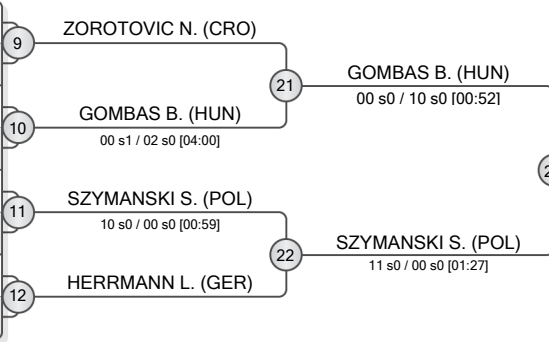 ZOROTOVIC N. (CRO)
9
21
GOMBAS B. (HUN)
00 s0 / 10 s0 [00:52]
GOMBAS B. (HUN)
10
00 s1 / 02 s0 [04:00]
2
SZYMANSKI S. (POL)
11
10 s0 / 00 s0 [00:59]
22
SZYMANSKI S. (POL)
11 s0 / 00 s0 [01:27]
HERRMANN L. (GER)
12